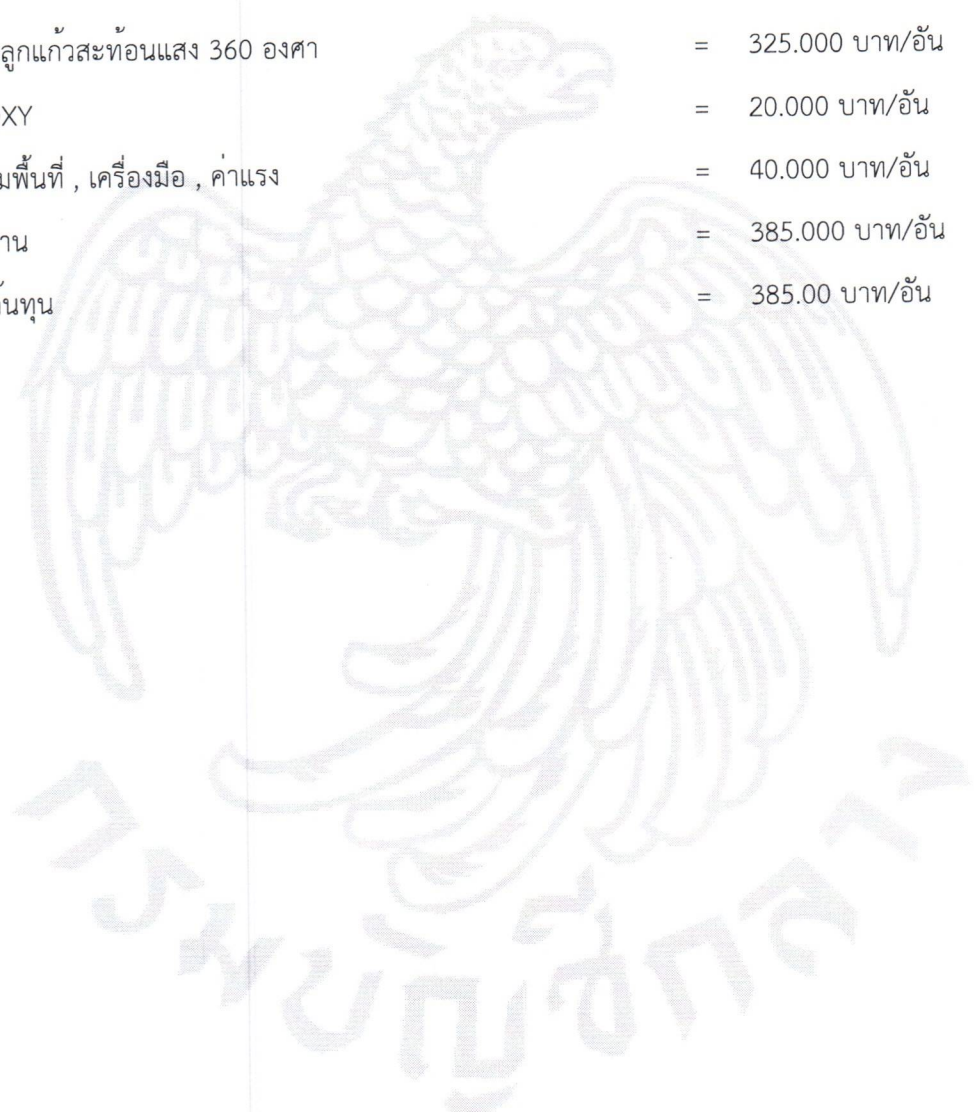 ลูกแก้วสะท้อนแสง 360 องศา = 325.000 บาท/อัน
XY = 20.000 บาท/อัน
มพื้นที่ , เครื่องมือ , ค่าแรง = 40.000 บาท/อัน
าน = 385.000 บาท/อัน
้นทุน = 385.00 บาท/อัน
กรมบัญชีกลาง